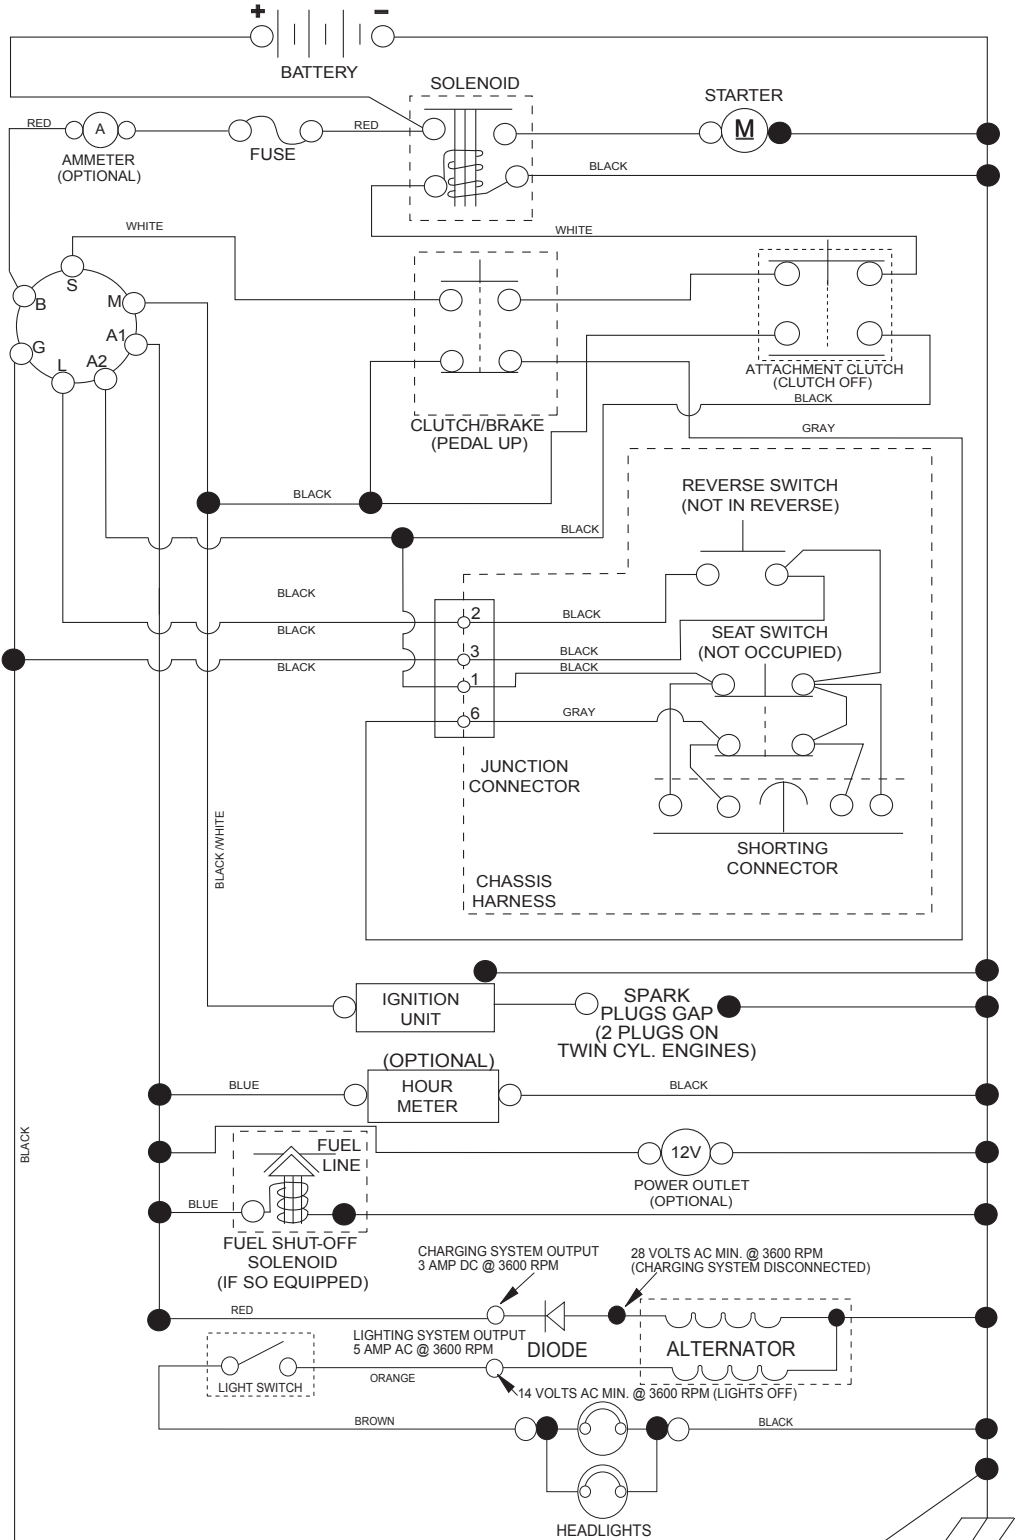 + −
BATTERY
SOLENOID
STARTER
RED
A
RED
M
AMMETER
(OPTIONAL)
FUSE
BLACK
WHITE
WHITE
S
B
M
A1
G
L
A2
ATTACHMENT CLUTCH
(CLUTCH OFF)
BLACK
CLUTCH/BRAKE
(PEDAL UP)
GRAY
REVERSE SWITCH
(NOT IN REVERSE)
BLACK
BLACK
BLACK
2
BLACK
BLACK
SEAT SWITCH
(NOT OCCUPIED)
3
BLACK
BLACK
BLACK
1
6
GRAY
JUNCTION
CONNECTOR
SHORTING
CONNECTOR
BLACK/WHITE
CHASSIS
HARNESS
IGNITION
UNIT
SPARK
PLUGS GAP
(2 PLUGS ON
TWIN CYL. ENGINES)
(OPTIONAL)
HOUR
METER
BLUE
BLACK
BLACK
FUEL
LINE
12V
POWER OUTLET
(OPTIONAL)
BLUE
FUEL SHUT-OFF
SOLENOID
(IF SO EQUIPPED)
CHARGING SYSTEM OUTPUT
3 AMP DC @ 3600 RPM
28 VOLTS AC MIN. @ 3600 RPM
(CHARGING SYSTEM DISCONNECTED)
RED
LIGHTING SYSTEM OUTPUT
5 AMP AC @ 3600 RPM
DIODE
ALTERNATOR
LIGHT SWITCH
ORANGE
14 VOLTS AC MIN. @ 3600 RPM (LIGHTS OFF)
BROWN
BLACK
HEADLIGHTS